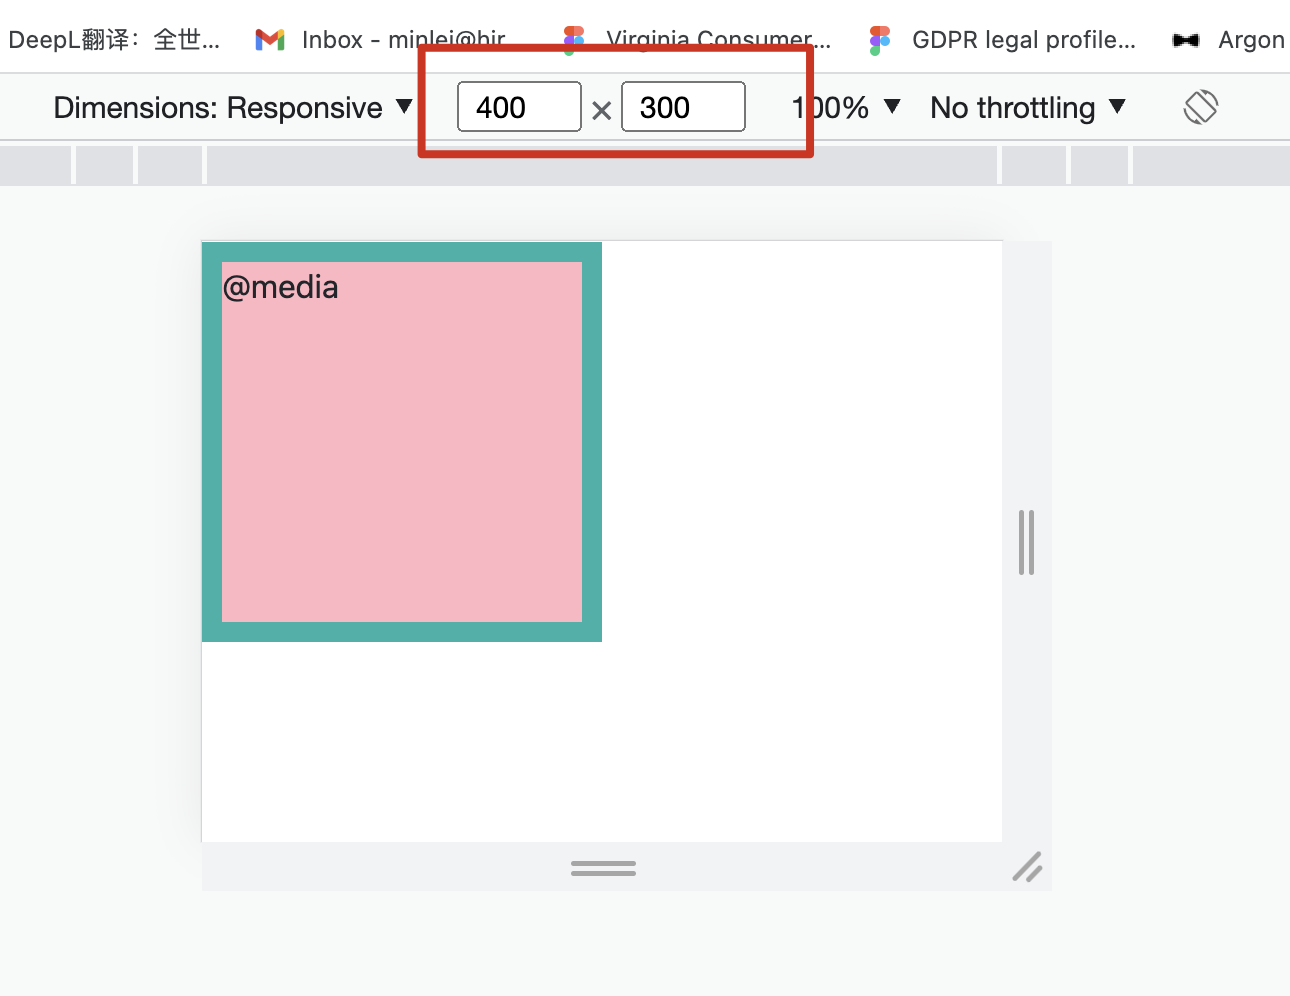 DeepL翻译：全世... Inbox - minlei@hir... Virginia Consumer... GDPR legal profile... Argon
Dimensions: Responsive ▼ 400 × 300 100% ▼ No throttling ▼
@media